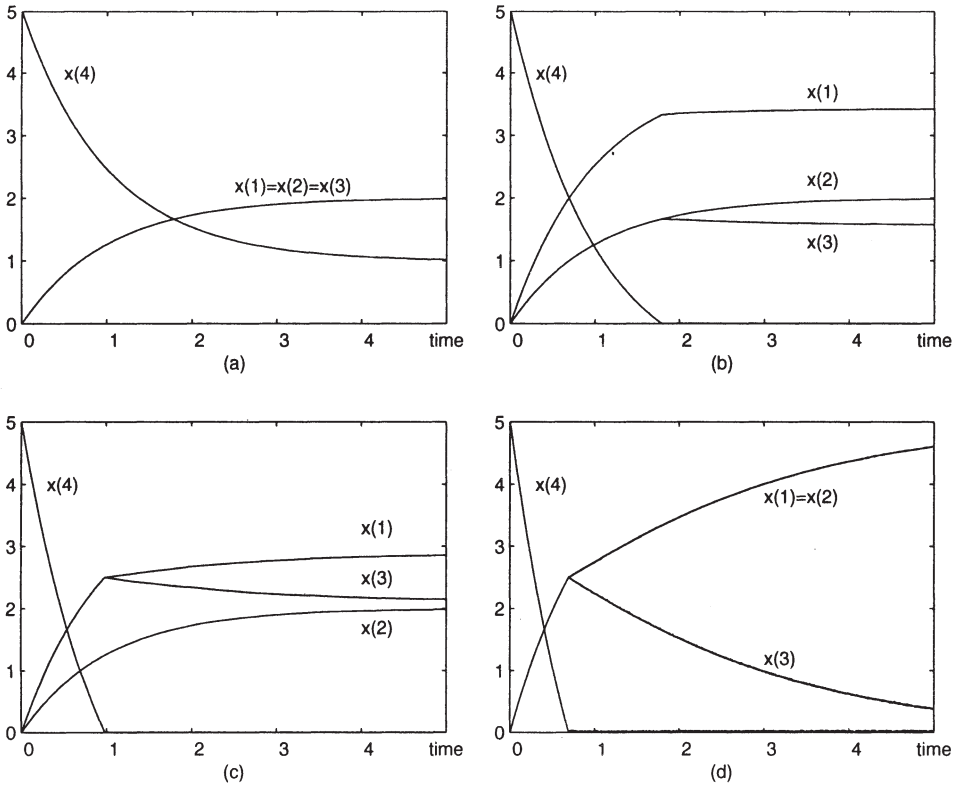 5
4
3
2
1
0
x(4)
x(1)=x(2)=x(3)
0 1 2 3 4 time
(a)
5
4
3
2
1
0
x(4)
x(1)
x(2)
x(3)
0 1 2 3 4 time
(b)
5
4
3
2
1
0
x(4)
x(1)
x(3)
x(2)
0 1 2 3 4 time
(c)
5
4
3
2
1
0
x(4)
x(1)=x(2)
x(3)
0 1 2 3 4 time
(d)